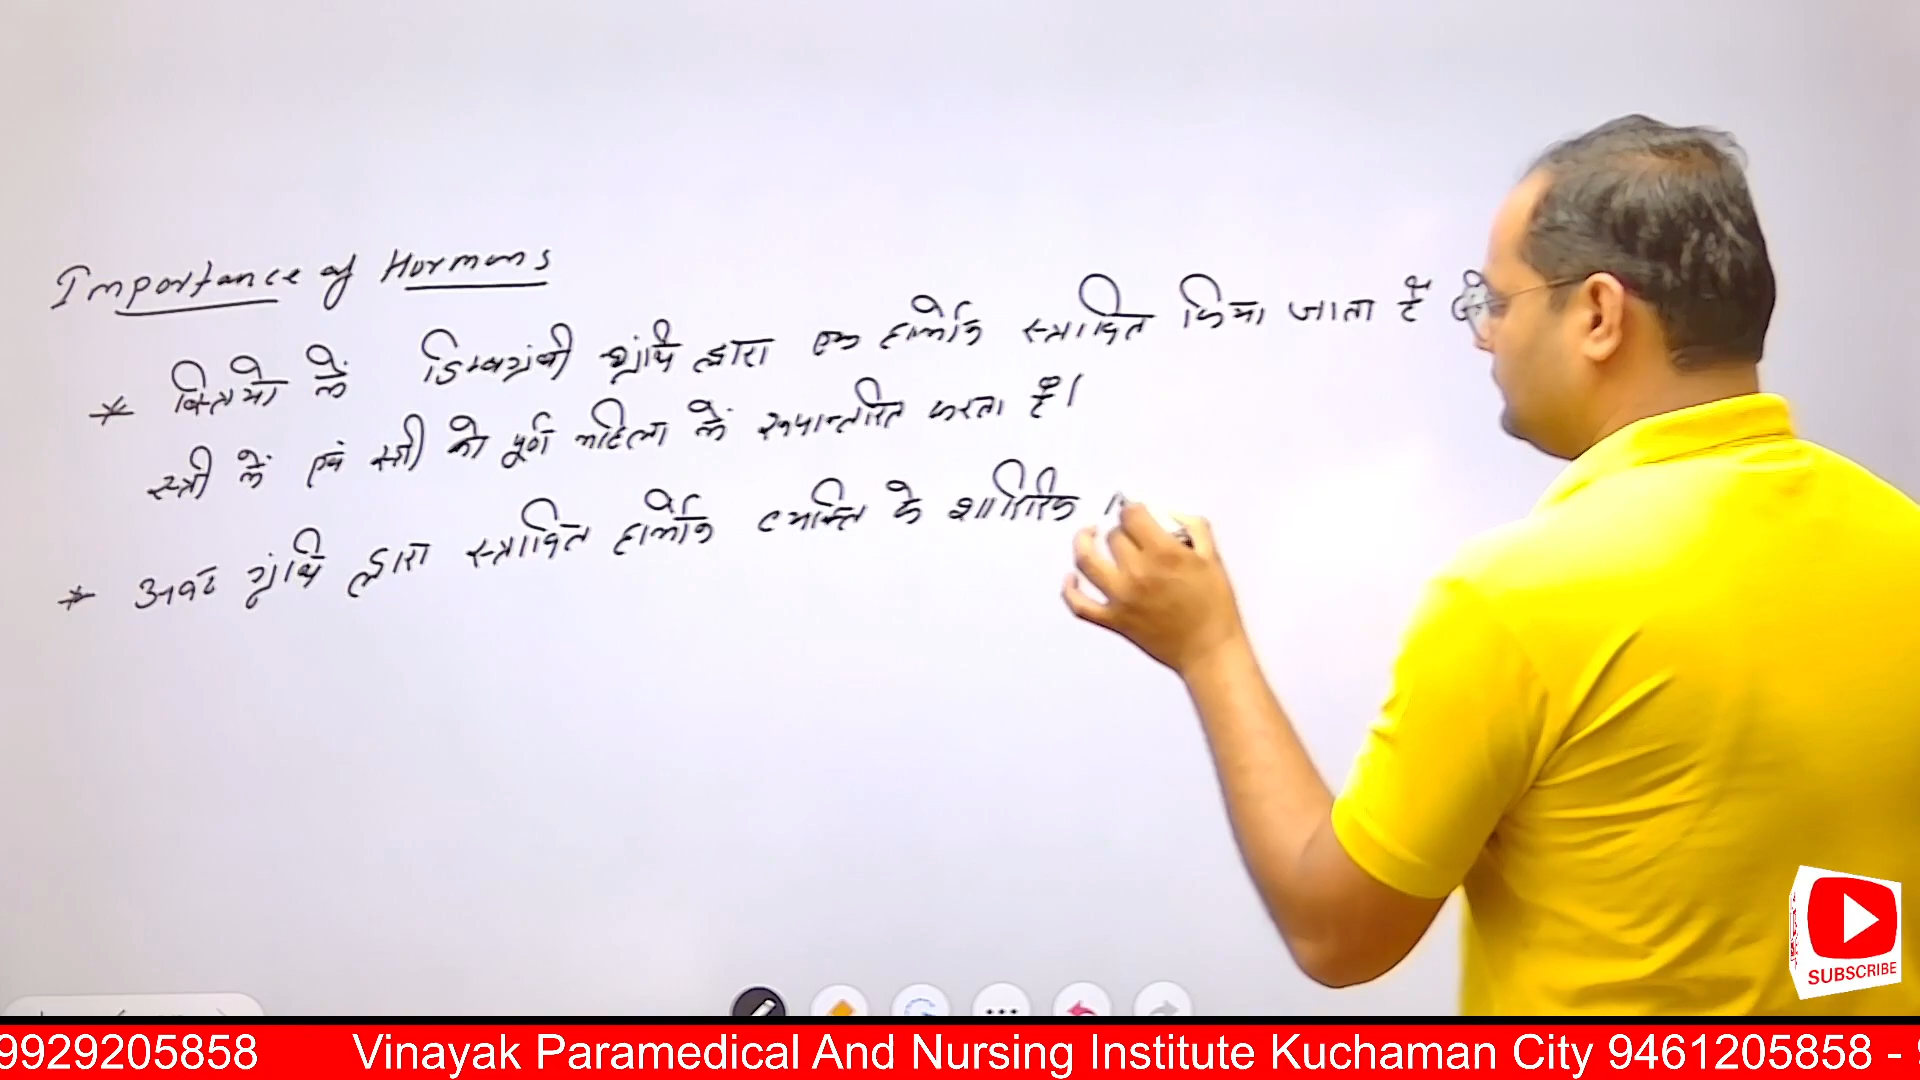 Importance of Hormons
* स्त्रियो में डिम्बग्रंथी ग्रंथि द्वारा एक हार्मोन स्त्रावित किया जाता है
स्त्री में एवं स्त्री को पूर्ण महिला में रूपान्तरित करता है।
* अवटु ग्रंथि द्वारा स्त्रावित हार्मोन व्यक्ति के शारिरिक
SUBSCRIBE
9929205858 Vinayak Paramedical And Nursing Institute Kuchaman City 9461205858 -